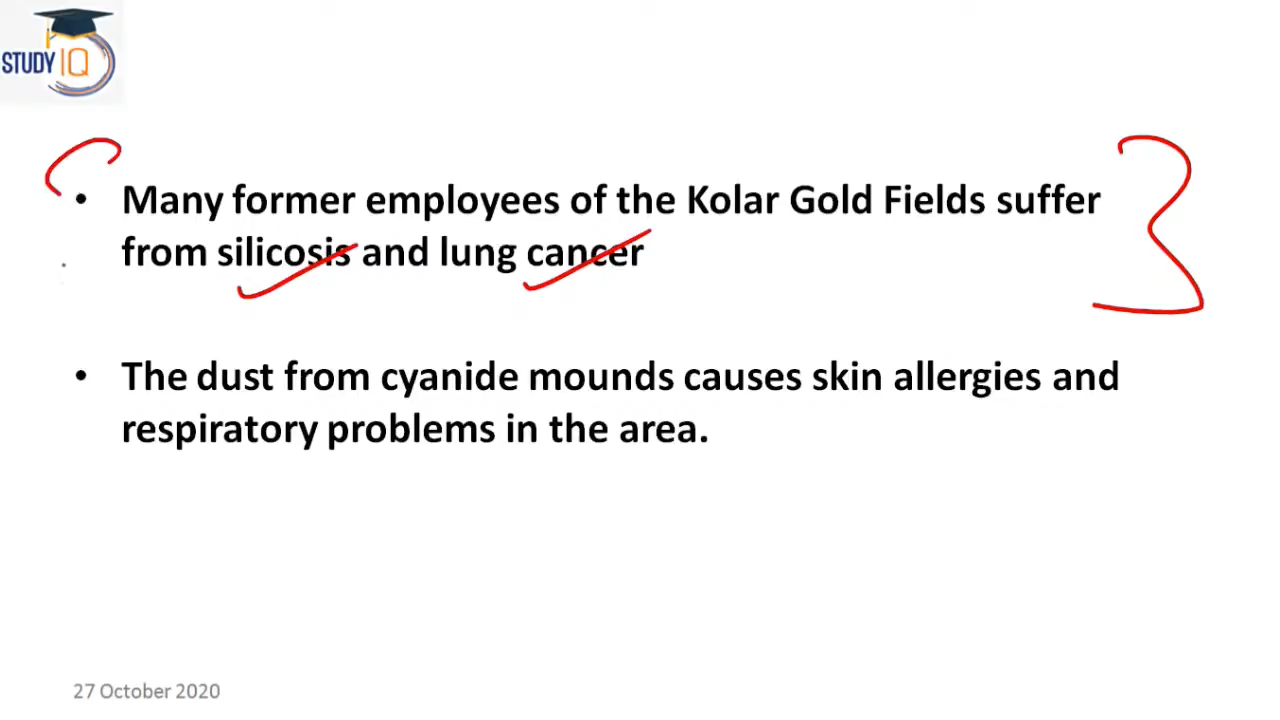 STUDY IQ
• Many former employees of the Kolar Gold Fields suffer
from silicosis and lung cancer
• The dust from cyanide mounds causes skin allergies and
respiratory problems in the area.
27 October 2020